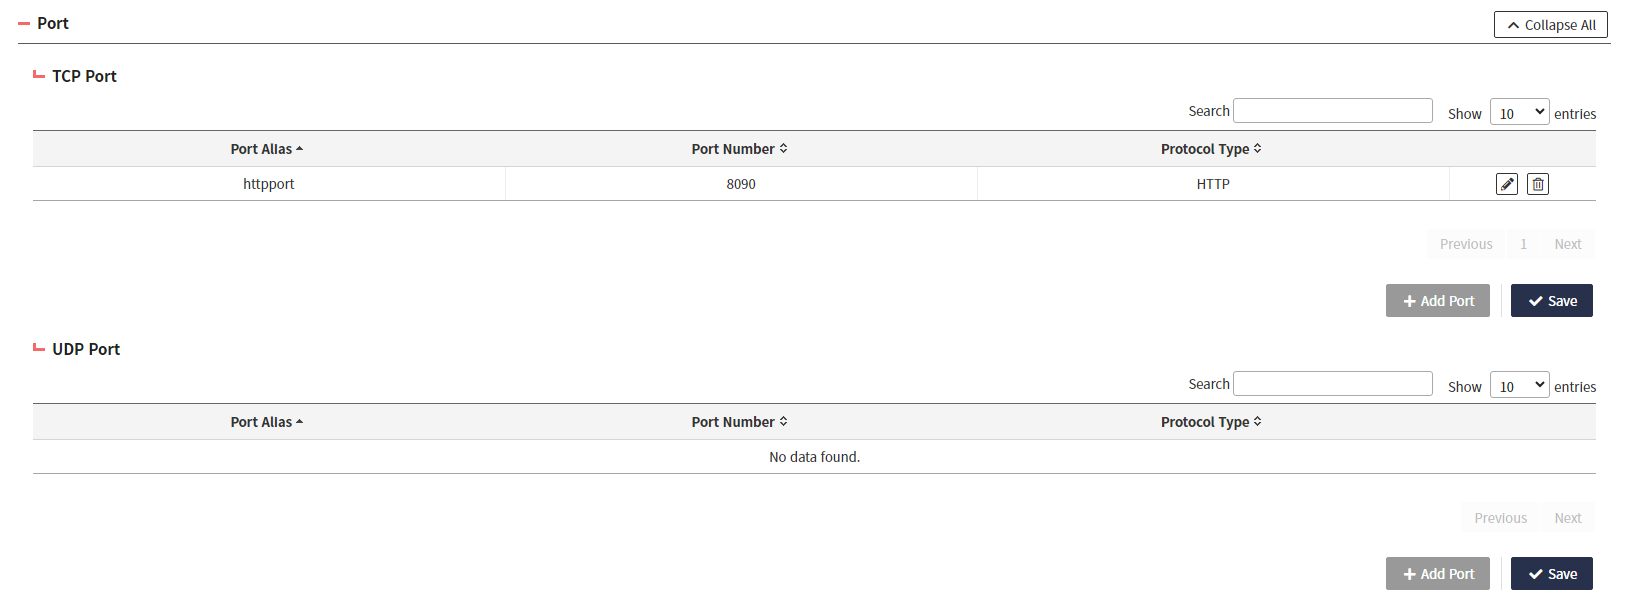 Port
Collapse All
TCP Port
Search Show 10 entries
Port Alias Port Number Protocol Type
httpport 8090 HTTP
Previous 1 Next
Add Port Save
UDP Port
Search Show 10 entries
Port Alias Port Number Protocol Type
No data found.
Previous Next
Add Port Save